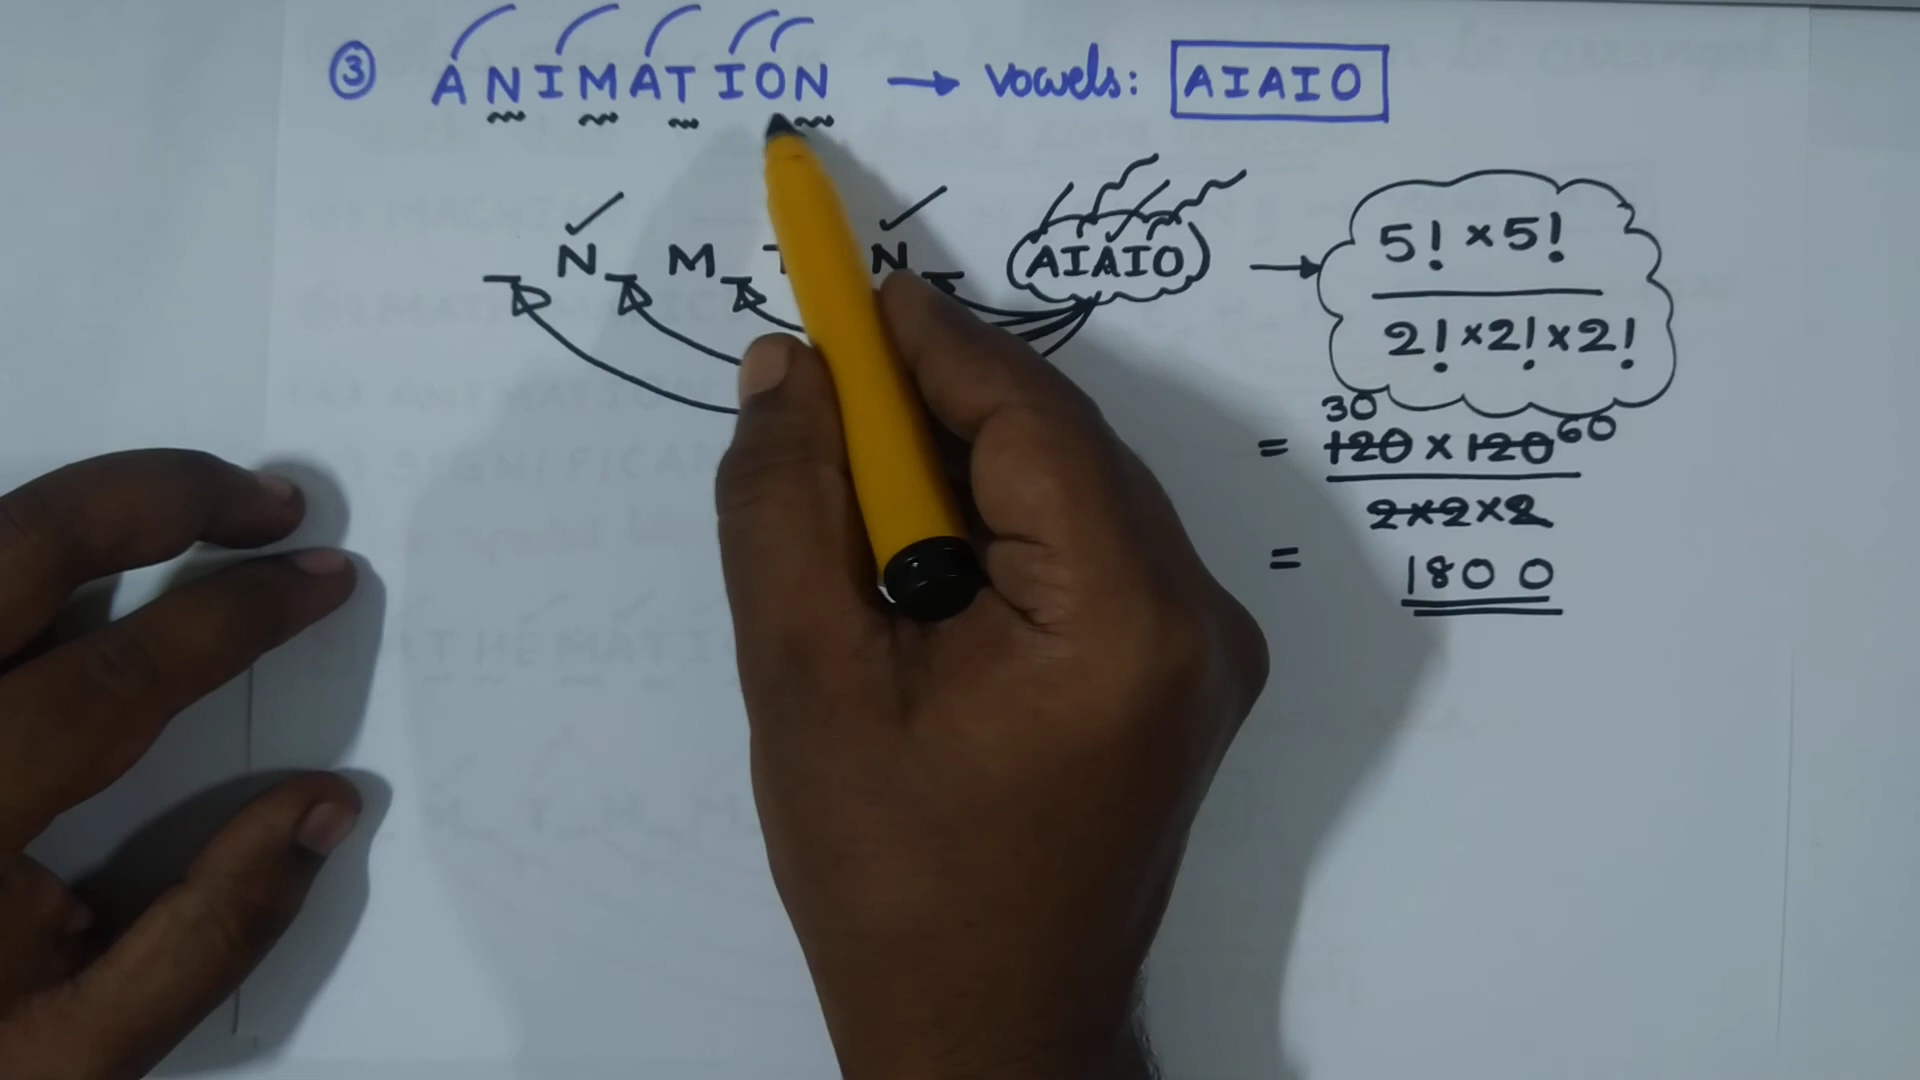 ③ ANIMATION → vowels: AIAIO
_ N _ M _ T N _ (AIAIO) → 5! × 5!
2! × 2! × 2!
30
= 120 × 120 60
2×2×2
= 1800